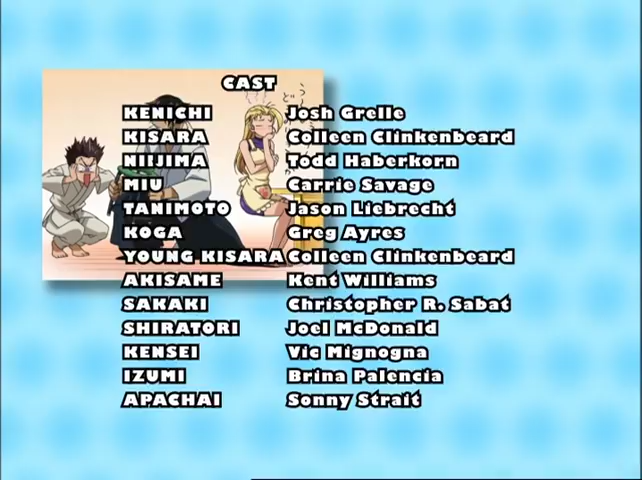 CAST
KENICHI Josh Grelle
KISARA Colleen Clinkenbeard
NIIJIMA Todd Haberkorn
MIU Carrie Savage
TANIMOTO Jason Liebrecht
KOGA Greg Ayres
YOUNG KISARA Colleen Clinkenbeard
AKISAME Kent Williams
SAKAKI Christopher R. Sabat
SHIRATORI Joel McDonald
KENSEI Vic Mignogna
IZUMI Brina Palencia
APACHAI Sonny Strait